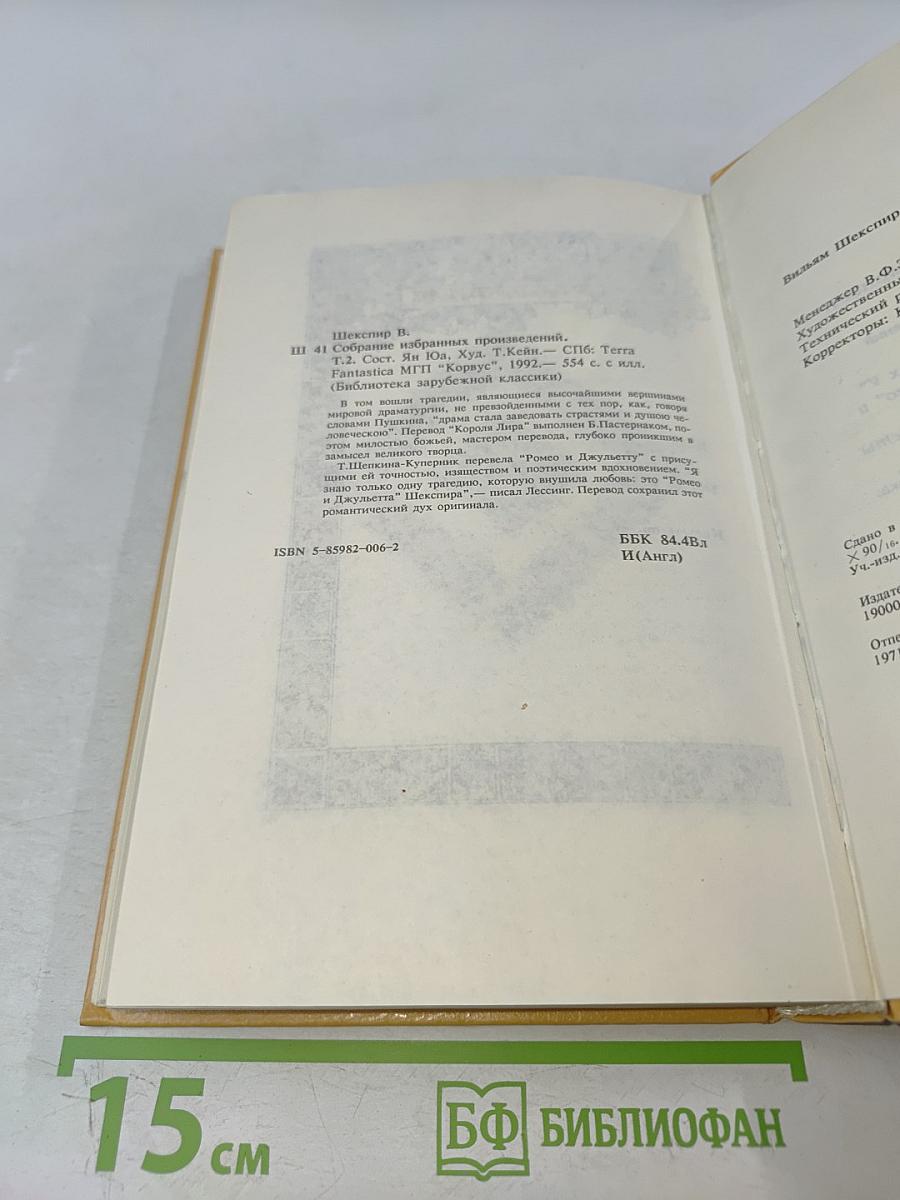 Шекспир В.
Ш 41 Собрание избранных произведений.
Т.2. Сост. Ян Юа, Худ. Т.Кейн.— СПб: Terra
Fantastica МГП "Корвус", 1992.— 554 с. с илл.
(Библиотека зарубежной классики)
В том вошли трагедии, являющиеся высочайшими вершинами
мировой драматургии, не превзойденными с тех пор, как, говоря
словами Пушкина, "драма стала заведовать страстями и душою че-
ловеческою". Перевод "Короля Лира" выполнен Б.Пастернаком, по-
этом милостью божьей, мастером перевода, глубоко проникшим в
замысел великого творца.
Т.Щепкина-Куперник перевела "Ромео и Джульетту" с прису-
щими ей точностью, изяществом и поэтическим вдохновением. "Я
знаю только одну трагедию, которую внушила любовь: это "Ромео
и Джульетта" Шекспира",— писал Лессинг. Перевод сохранил этот
романтический дух оригинала.
ISBN 5-85982-006-2
ББК 84.4Вл
И(Англ)
Вильям Шекспир
Менеджер В.Ф.
Художественны
Технический
Корректоры:
Сдано в
×90/16.
Уч.-изд.
Издате
19000
Отпе
1971
15 см
БФ БИБЛИОФАН